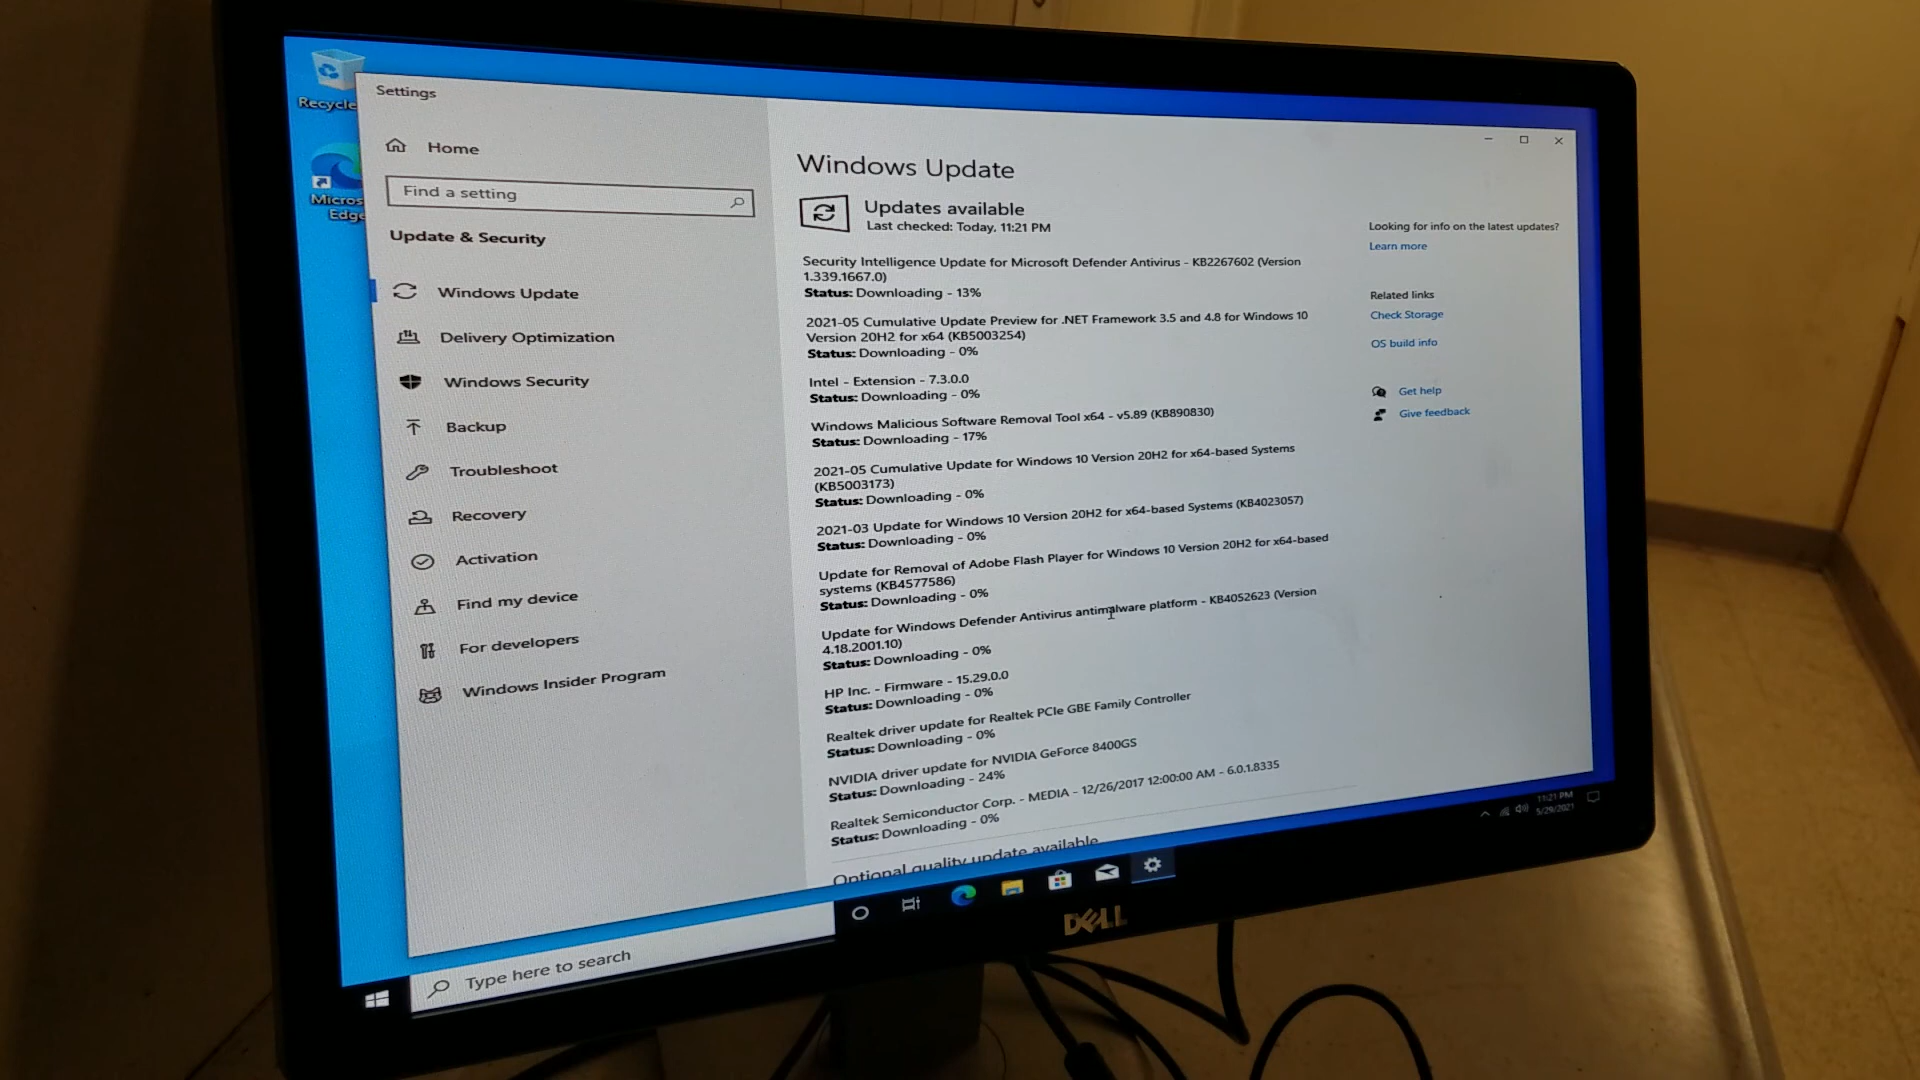 Recycle
Micros
Edge
Settings
Home
Find a setting
Update & Security
Windows Update
Delivery Optimization
Windows Security
Backup
Troubleshoot
Recovery
Activation
Find my device
For developers
Windows Insider Program
Windows Update
Updates available
Last checked: Today, 11:21 PM
Security Intelligence Update for Microsoft Defender Antivirus - KB2267602 (Version
1.339.1667.0)
Status: Downloading - 13%
2021-05 Cumulative Update Preview for .NET Framework 3.5 and 4.8 for Windows 10
Version 20H2 for x64 (KB5003254)
Status: Downloading - 0%
Intel - Extension - 7.3.0.0
Status: Downloading - 0%
Windows Malicious Software Removal Tool x64 - v5.89 (KB890830)
Status: Downloading - 17%
2021-05 Cumulative Update for Windows 10 Version 20H2 for x64-based Systems
(KB5003173)
Status: Downloading - 0%
2021-03 Update for Windows 10 Version 20H2 for x64-based Systems (KB4023057)
Status: Downloading - 0%
Update for Removal of Adobe Flash Player for Windows 10 Version 20H2 for x64-based
systems (KB4577586)
Status: Downloading - 0%
Update for Windows Defender Antivirus antimalware platform - KB4052623 (Version
4.18.2001.10)
Status: Downloading - 0%
HP Inc. - Firmware - 15.29.0.0
Status: Downloading - 0%
Realtek driver update for Realtek PCIe GBE Family Controller
Status: Downloading - 0%
NVIDIA driver update for NVIDIA GeForce 8400GS
Status: Downloading - 24%
Realtek Semiconductor Corp. - MEDIA - 12/26/2017 12:00:00 AM - 6.0.1.8335
Status: Downloading - 0%
Optional quality update available
Looking for info on the latest updates?
Learn more
Related links
Check Storage
OS build info
Get help
Give feedback
Type here to search
11:21 PM
5/29/2021
DELL